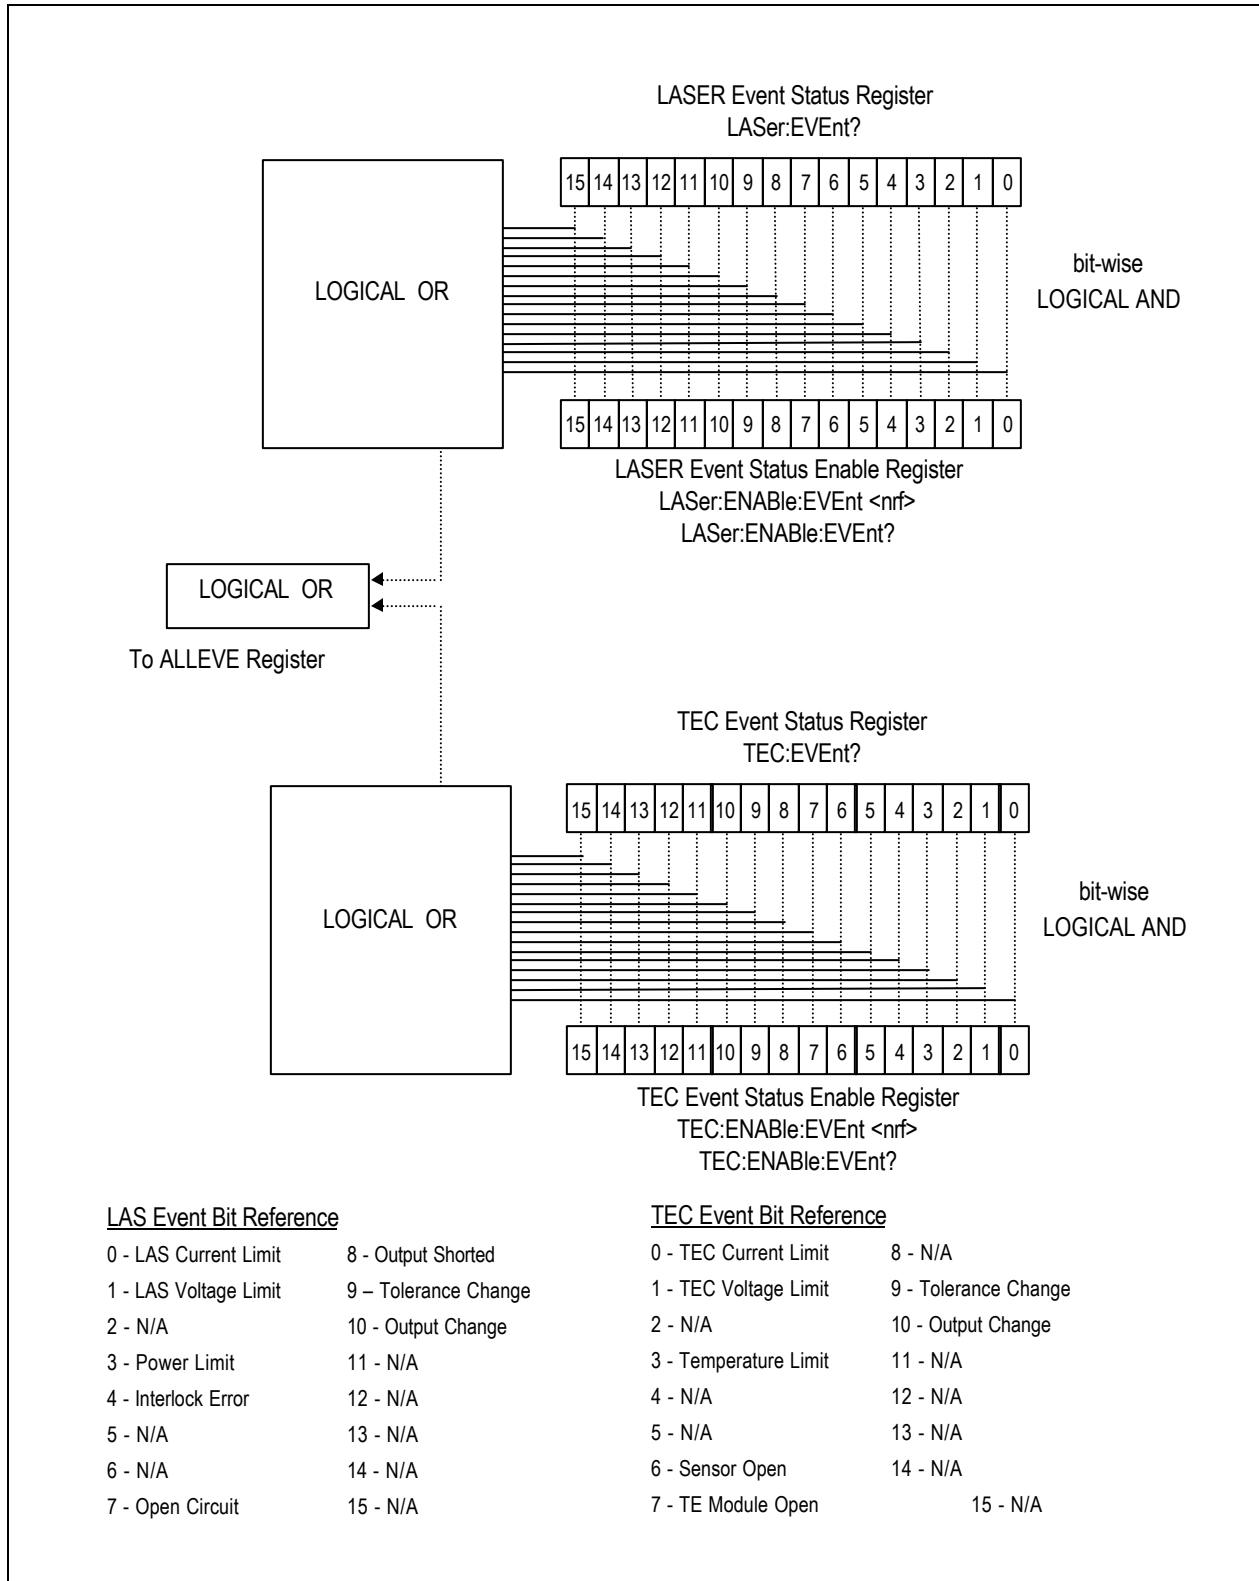 LASER Event Status Register
LASer:EVEnt?
15 14 13 12 11 10 9 8 7 6 5 4 3 2 1 0
LOGICAL OR
bit-wise
LOGICAL AND
15 14 13 12 11 10 9 8 7 6 5 4 3 2 1 0
LASER Event Status Enable Register
LASer:ENABle:EVEnt <nrf>
LASer:ENABle:EVEnt?
LOGICAL OR
To ALLEVE Register
TEC Event Status Register
TEC:EVEnt?
15 14 13 12 11 10 9 8 7 6 5 4 3 2 1 0
LOGICAL OR
bit-wise
LOGICAL AND
15 14 13 12 11 10 9 8 7 6 5 4 3 2 1 0
TEC Event Status Enable Register
TEC:ENABle:EVEnt <nrf>
TEC:ENABle:EVEnt?
LAS Event Bit Reference
0 - LAS Current Limit
1 - LAS Voltage Limit
2 - N/A
3 - Power Limit
4 - Interlock Error
5 - N/A
6 - N/A
7 - Open Circuit
8 - Output Shorted
9 – Tolerance Change
10 - Output Change
11 - N/A
12 - N/A
13 - N/A
14 - N/A
15 - N/A
TEC Event Bit Reference
0 - TEC Current Limit
1 - TEC Voltage Limit
2 - N/A
3 - Temperature Limit
4 - N/A
5 - N/A
6 - Sensor Open
7 - TE Module Open
8 - N/A
9 - Tolerance Change
10 - Output Change
11 - N/A
12 - N/A
13 - N/A
14 - N/A
15 - N/A